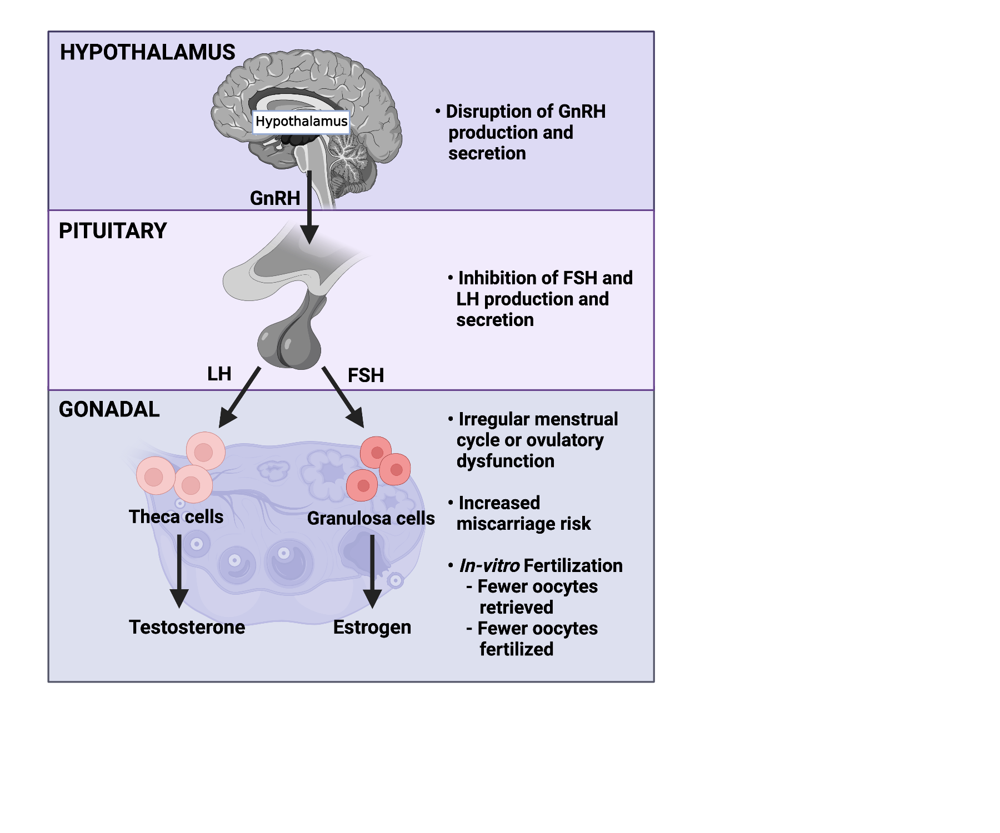 HYPOTHALAMUS
Hypothalamus
• Disruption of GnRH
production and
secretion
GnRH
PITUITARY
• Inhibition of FSH and
LH production and
secretion
LH
FSH
GONADAL
• Irregular menstrual
cycle or ovulatory
dysfunction
• Increased
miscarriage risk
Theca cells
Granulosa cells
• In-vitro Fertilization
- Fewer oocytes
retrieved
- Fewer oocytes
fertilized
Testosterone
Estrogen